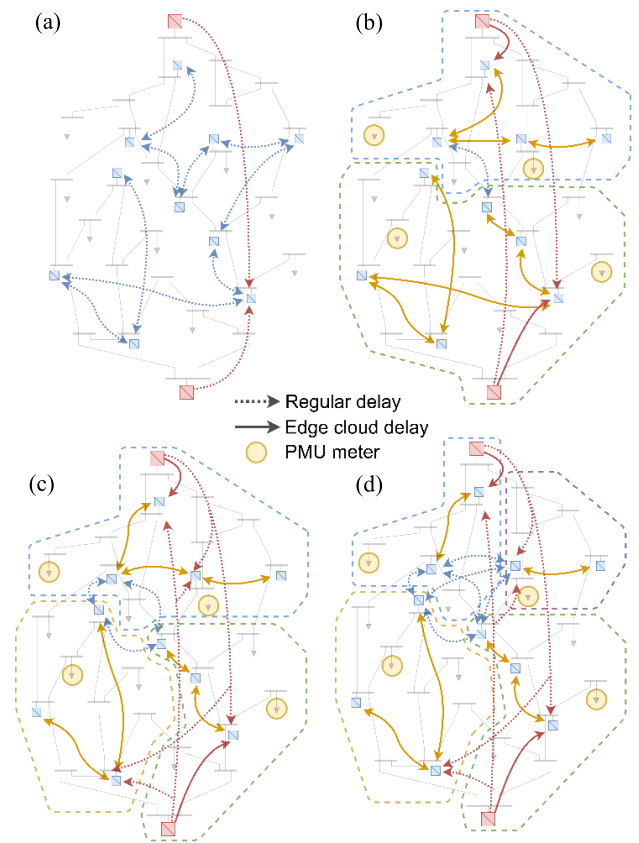 (a)
(b)
Regular delay
Edge cloud delay
PMU meter
(c)
(d)